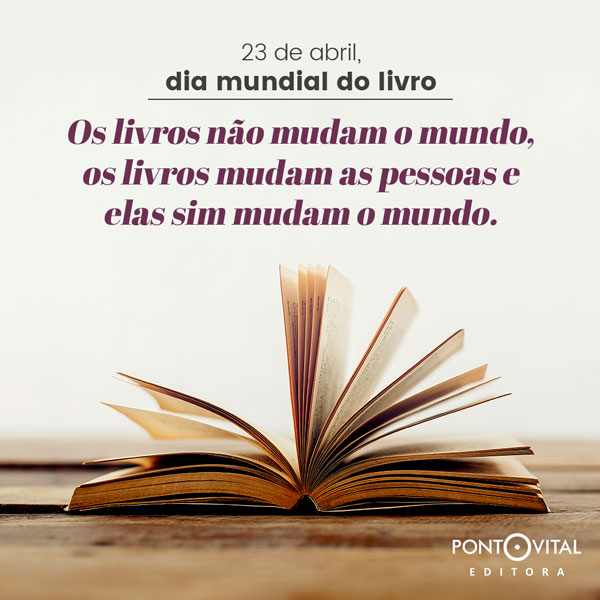 23 de abril,
dia mundial do livro
Os livros não mudam o mundo,
os livros mudam as pessoas e
elas sim mudam o mundo.
PONTOVITAL
EDITORA